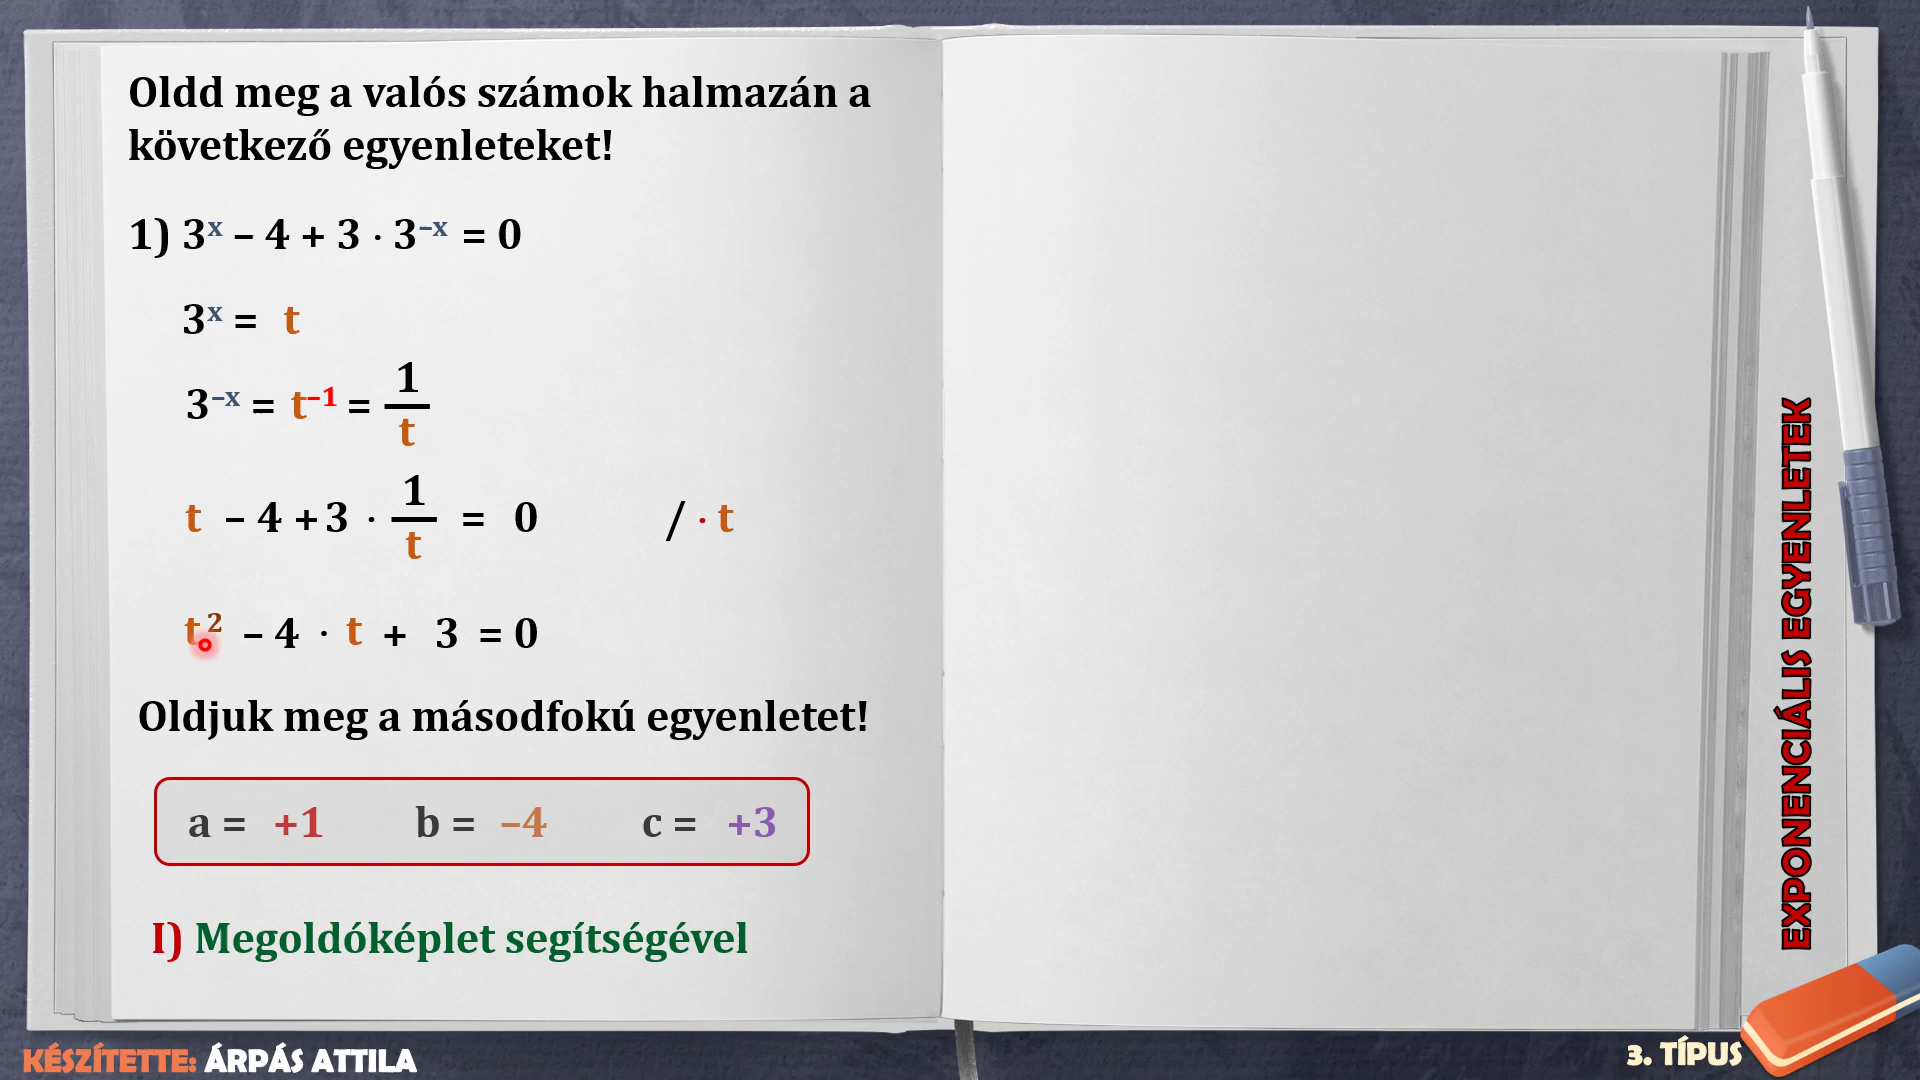 Oldd meg a valós számok halmazán a
következő egyenleteket!
1) 3ˣ – 4 + 3 · 3⁻ˣ = 0
3ˣ = t
3⁻ˣ = t⁻¹ = 1/t
t – 4 + 3 · 1/t = 0 / · t
t² – 4 · t + 3 = 0
Oldjuk meg a másodfokú egyenletet!
a = +1 b = –4 c = +3
I) Megoldóképlet segítségével
EXPONENCIÁLIS EGYENLETEK
KÉSZÍTETTE: ÁRPÁS ATTILA
3. TÍPUS